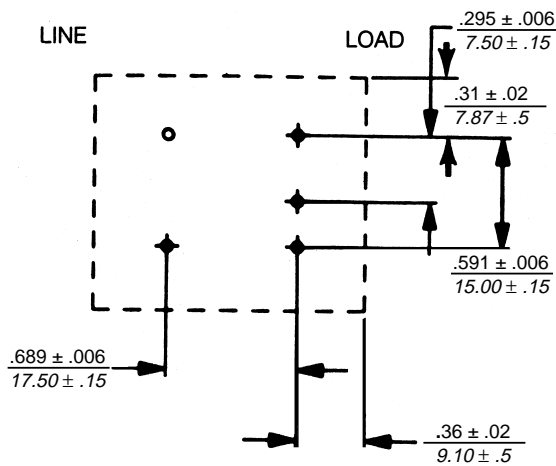 LINE
LOAD
.295 ± .006
7.50 ± .15
.31 ± .02
7.87 ± .5
.591 ± .006
15.00 ± .15
.689 ± .006
17.50 ± .15
.36 ± .02
9.10 ± .5